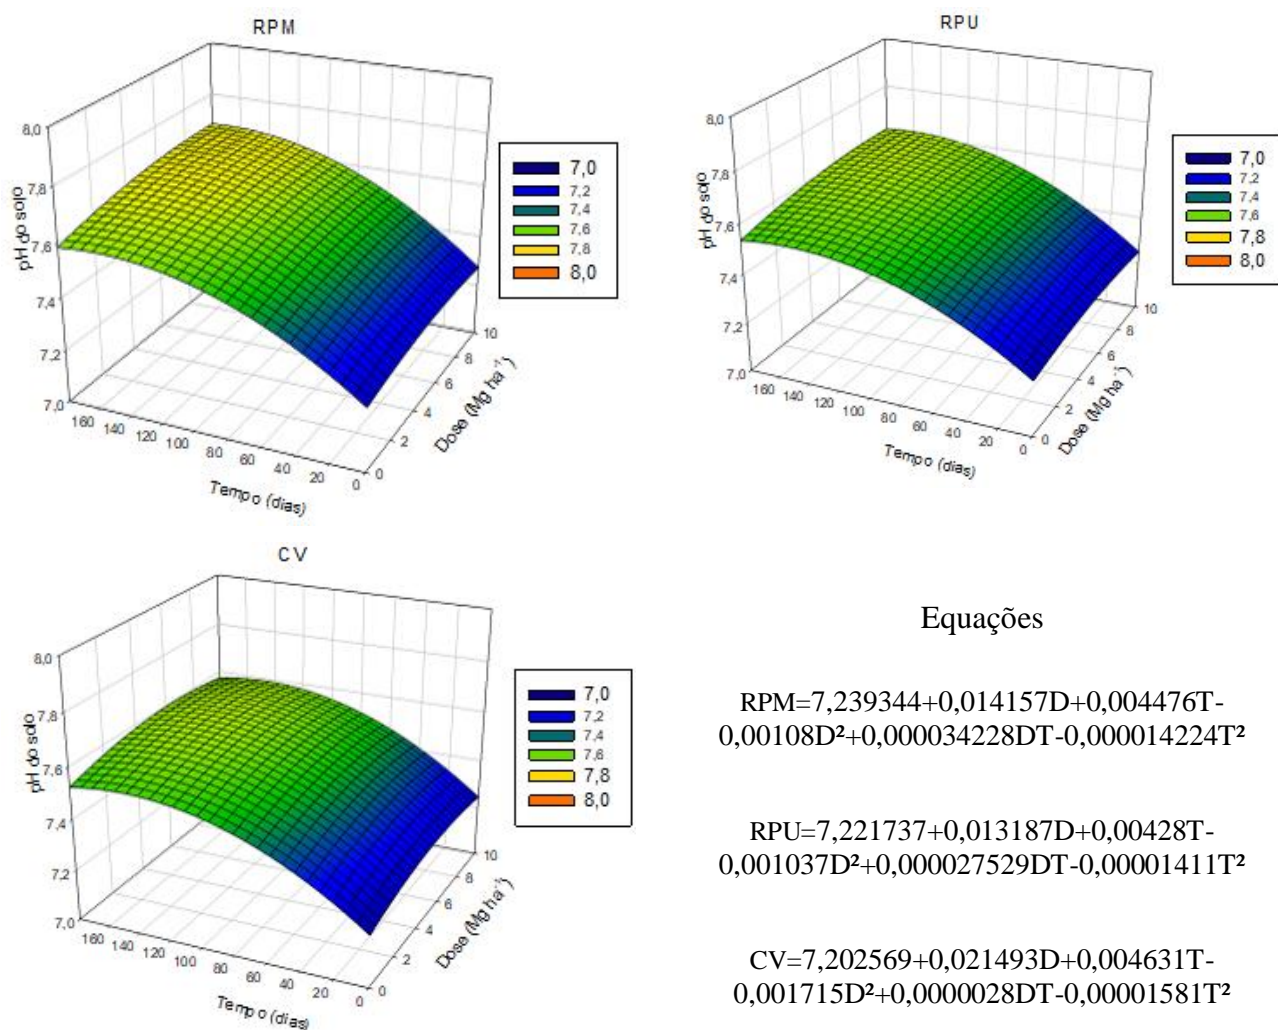 RPM
8,0
7,8
7,6
7,4
7,2
7,0
pH do solo
160 140 120 100 80 60 40 20 0
Tempo (dias)
0 2 4 6 8 10
Dose (Mg ha⁻¹)
7,0
7,2
7,4
7,6
7,8
8,0
RPU
8,0
7,8
7,6
7,4
7,2
7,0
pH do solo
160 140 120 100 80 60 40 20 0
Tempo (dias)
0 2 4 6 8 10
Dose (Mg ha⁻¹)
7,0
7,2
7,4
7,6
7,8
8,0
CV
8,0
7,8
7,6
7,4
7,2
7,0
pH do solo
160 140 120 100 80 60 40 20 0
Tempo (dias)
0 2 4 6 8 10
Dose (Mg ha⁻¹)
7,0
7,2
7,4
7,6
7,8
8,0
Equações
RPM=7,239344+0,014157D+0,004476T-
0,00108D²+0,000034228DT-0,000014224T²
RPU=7,221737+0,013187D+0,00428T-
0,001037D²+0,000027529DT-0,00001411T²
CV=7,202569+0,021493D+0,004631T-
0,001715D²+0,0000028DT-0,00001581T²